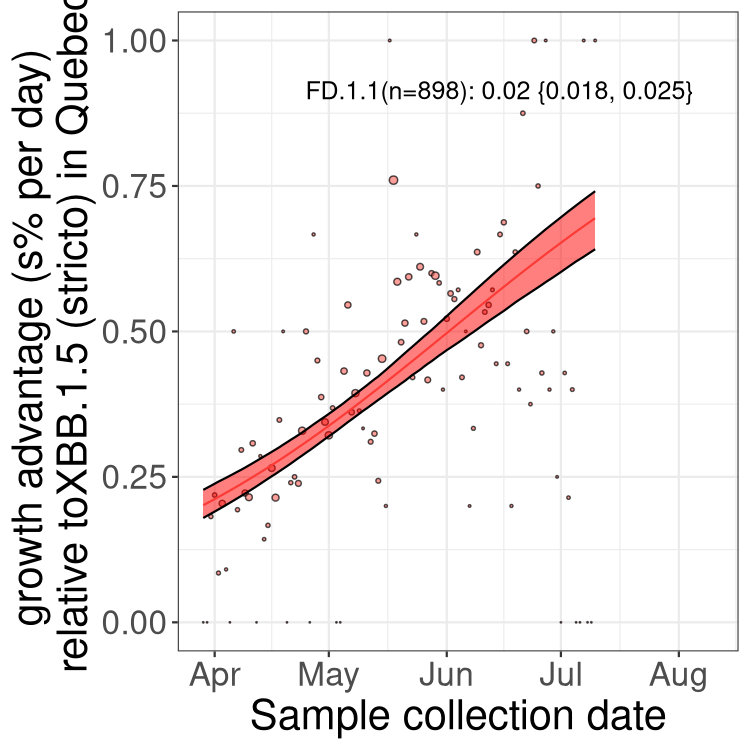 growth advantage (s% per day)
relative toXBB.1.5 (stricto) in Quebec
1.00
0.75
0.50
0.25
0.00
FD.1.1(n=898): 0.02 {0.018, 0.025}
Apr May Jun Jul Aug
Sample collection date